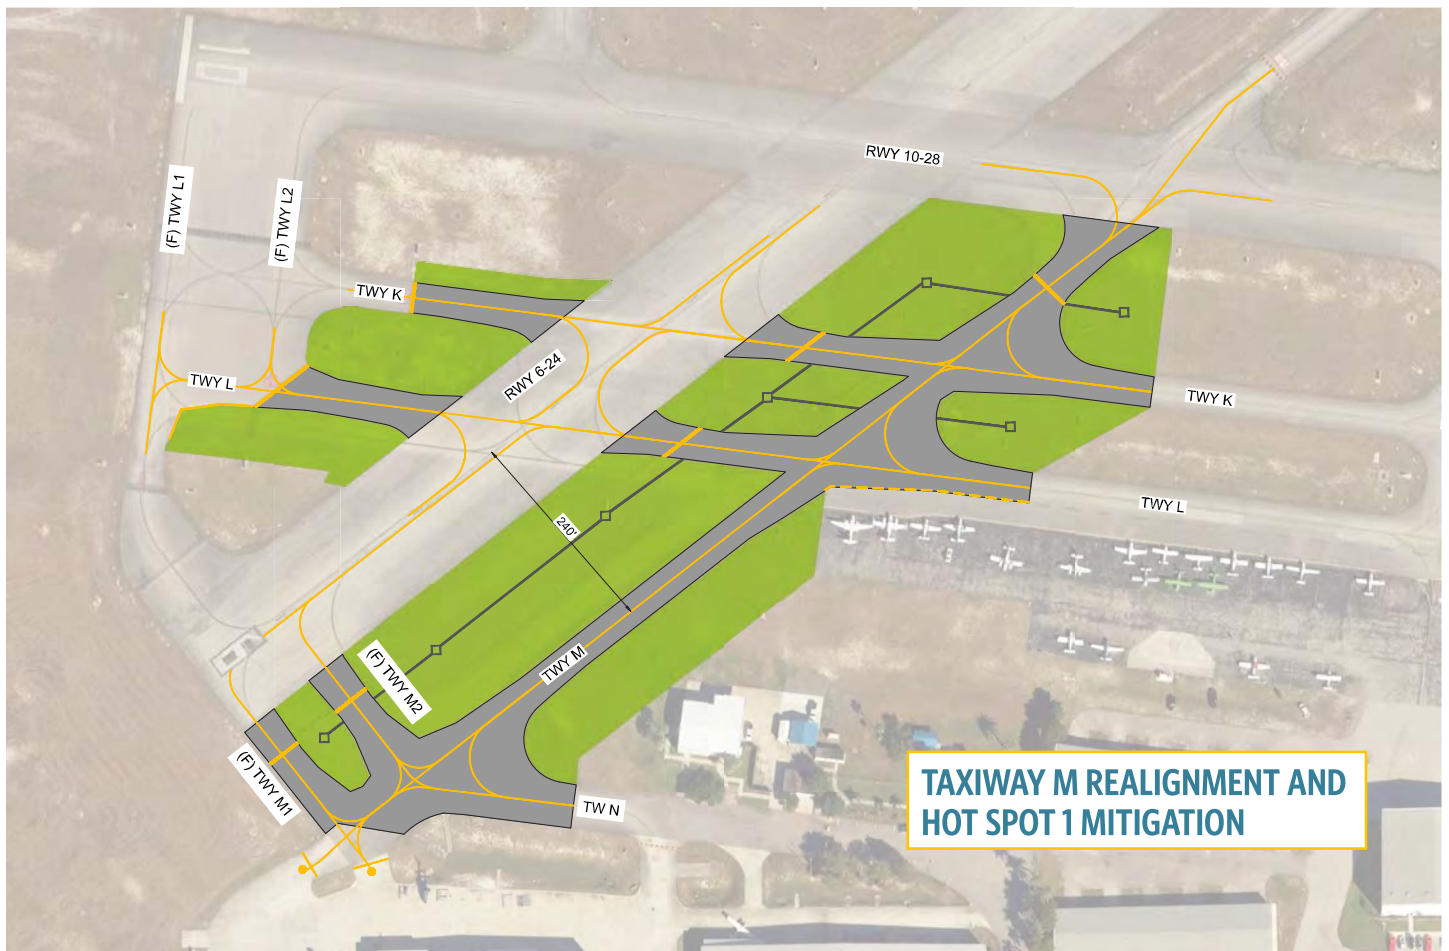 RWY 10-28
(F) TWY L1
(F) TWY L2
TWY K
RWY 6-24
TWY L
TWY K
TWY L
240'
TWY M
(F) TWY M2
(F) TWY M1
TW N
TAXIWAY M REALIGNMENT AND
HOT SPOT 1 MITIGATION